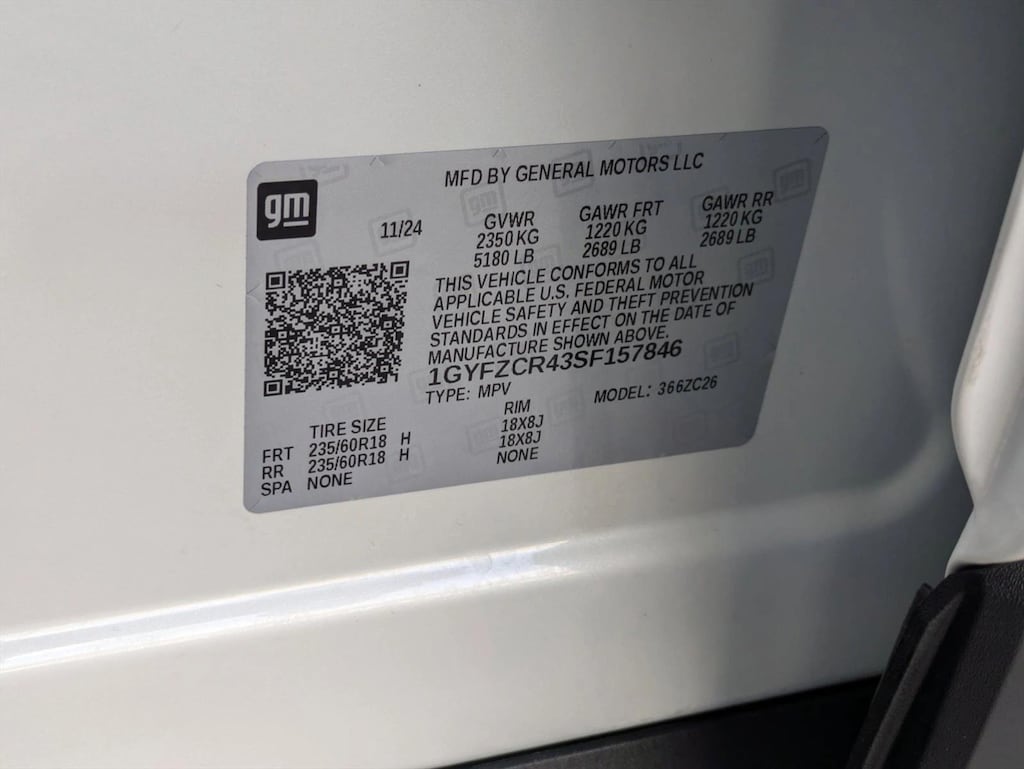 MFD BY GENERAL MOTORS LLC
gm
11/24
GVWR
2350 KG
5180 LB
GAWR FRT
1220 KG
2689 LB
GAWR RR
1220 KG
2689 LB
THIS VEHICLE CONFORMS TO ALL
APPLICABLE U.S. FEDERAL MOTOR
VEHICLE SAFETY AND THEFT PREVENTION
STANDARDS IN EFFECT ON THE DATE OF
MANUFACTURE SHOWN ABOVE.
1GYFZCR43SF157846
TYPE: MPV
MODEL: 366ZC26
TIRE SIZE
RIM
FRT 235/60R18 H 18X8J
RR 235/60R18 H 18X8J
SPA NONE NONE